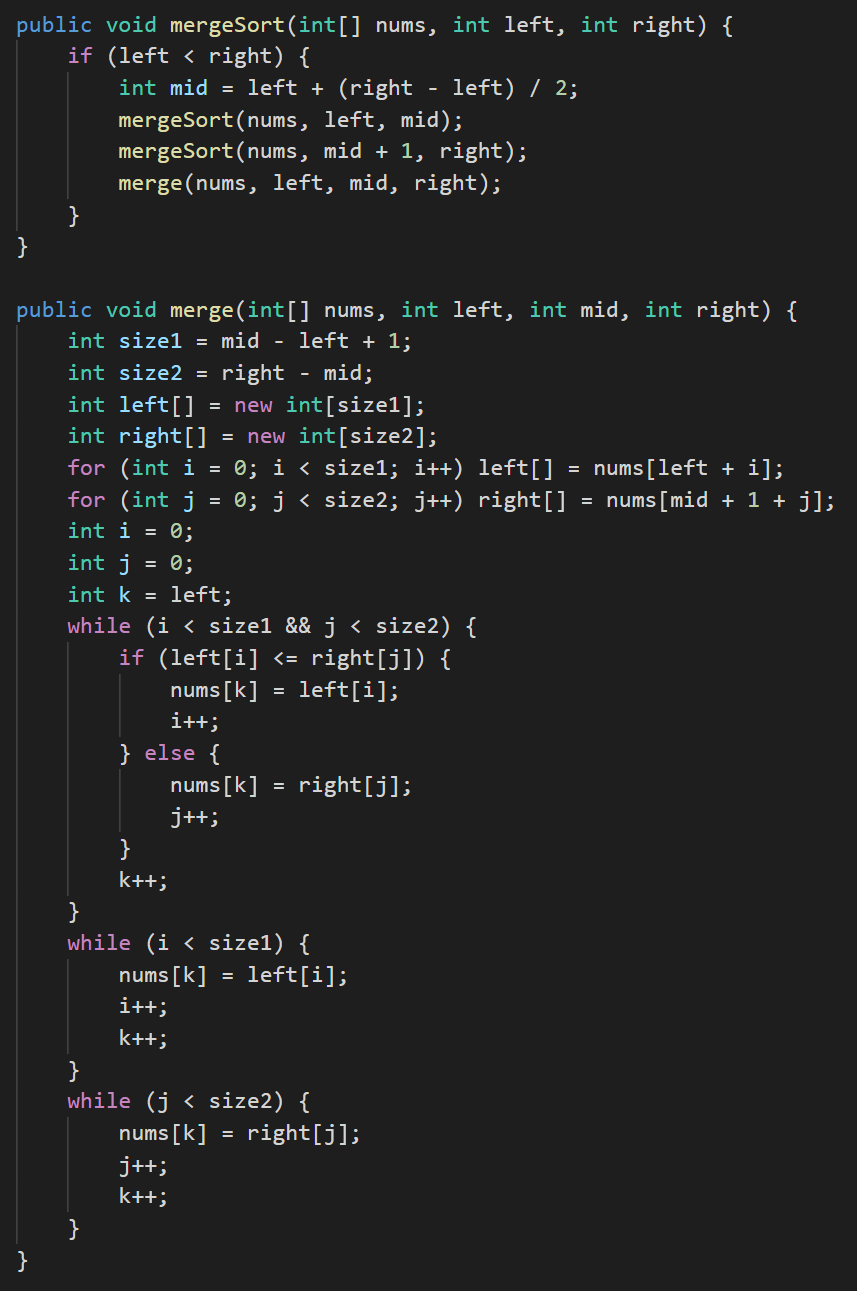 public void mergeSort(int[] nums, int left, int right) {
    if (left < right) {
        int mid = left + (right - left) / 2;
        mergeSort(nums, left, mid);
        mergeSort(nums, mid + 1, right);
        merge(nums, left, mid, right);
    }
}

public void merge(int[] nums, int left, int mid, int right) {
    int size1 = mid - left + 1;
    int size2 = right - mid;
    int left[] = new int[size1];
    int right[] = new int[size2];
    for (int i = 0; i < size1; i++) left[] = nums[left + i];
    for (int j = 0; j < size2; j++) right[] = nums[mid + 1 + j];
    int i = 0;
    int j = 0;
    int k = left;
    while (i < size1 && j < size2) {
        if (left[i] <= right[j]) {
            nums[k] = left[i];
            i++;
        } else {
            nums[k] = right[j];
            j++;
        }
        k++;
    }
    while (i < size1) {
        nums[k] = left[i];
        i++;
        k++;
    }
    while (j < size2) {
        nums[k] = right[j];
        j++;
        k++;
    }
}